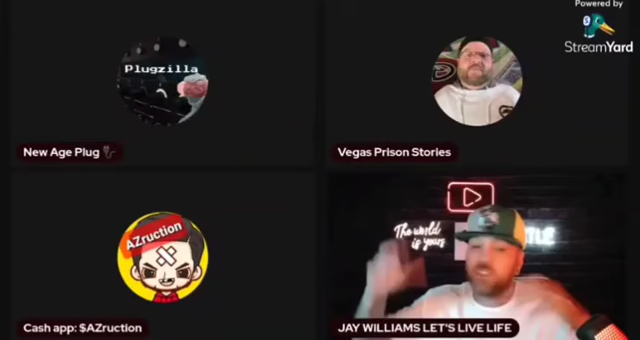 Powered by
StreamYard
Plugzilla
New Age Plug
Vegas Prison Stories
AZruction
The world
is yours
TLE
Cash app: $AZruction
JAY WILLIAMS LET'S LIVE LIFE